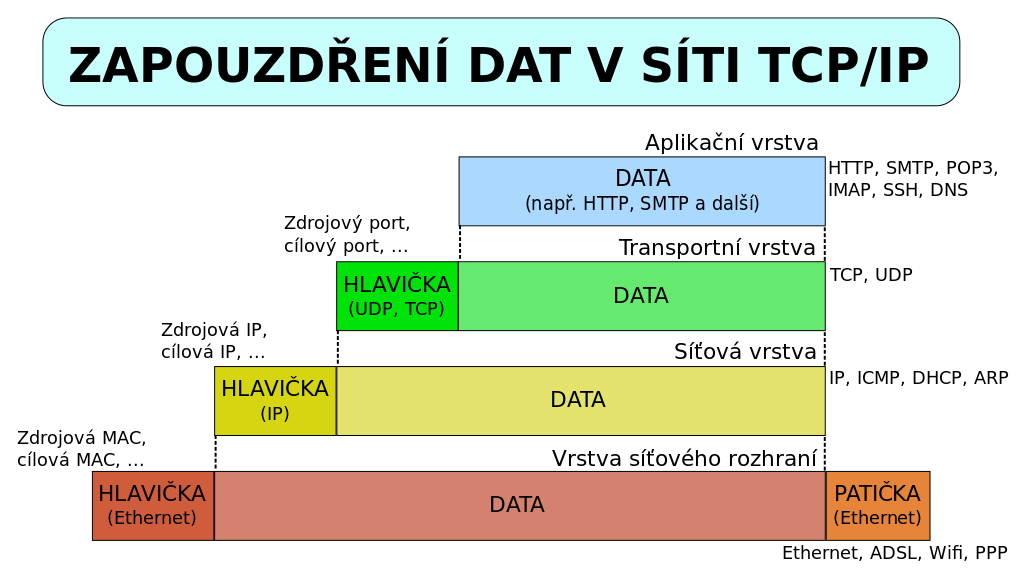 ZAPOUZDŘENÍ DAT V SÍTI TCP/IP
Aplikační vrstva
DATA
(např. HTTP, SMTP a další)
HTTP, SMTP, POP3,
IMAP, SSH, DNS
Zdrojový port,
cílový port, ...
Transportní vrstva
HLAVIČKA
(UDP, TCP)
DATA
TCP, UDP
Zdrojová IP,
cílová IP, ...
Síťová vrstva
HLAVIČKA
(IP)
DATA
IP, ICMP, DHCP, ARP
Zdrojová MAC,
cílová MAC, ...
Vrstva síťového rozhraní
HLAVIČKA
(Ethernet)
DATA
PATIČKA
(Ethernet)
Ethernet, ADSL, Wifi, PPP